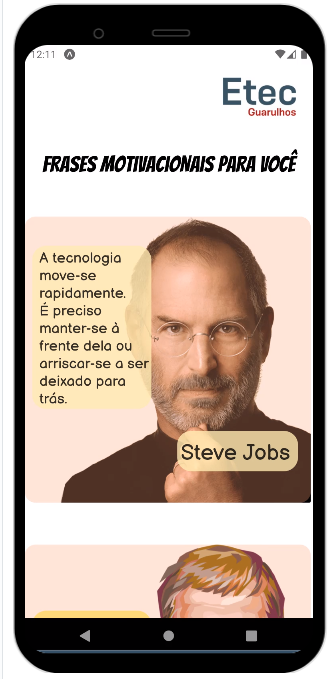 12:11
Etec
Guarulhos
FRASES MOTIVACIONAIS PARA VOCÊ
A tecnologia
move-se
rapidamente.
É preciso
manter-se à
frente dela ou
arriscar-se a ser
deixado para
trás.
Steve Jobs